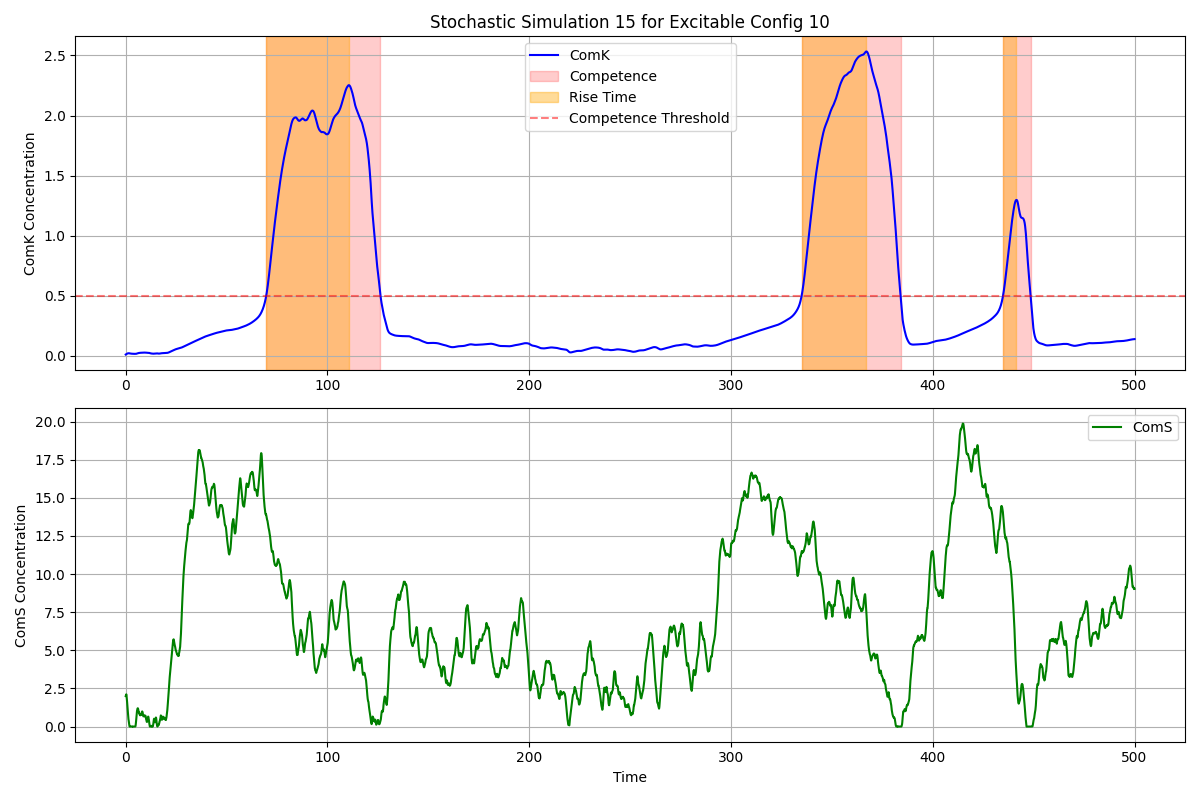 Stochastic Simulation 15 for Excitable Config 10
ComK Concentration
2.5
2.0
1.5
1.0
0.5
0.0
ComK
Competence
Rise Time
Competence Threshold
0 100 200 300 400 500
ComS Concentration
20.0
17.5
15.0
12.5
10.0
7.5
5.0
2.5
0.0
ComS
0 100 200 300 400 500
Time